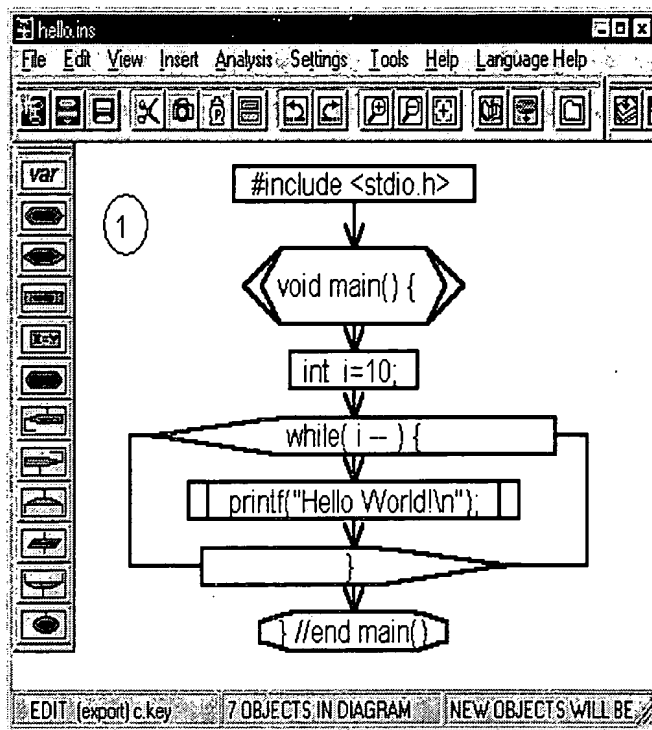 hello.ins
File Edit View Insert Analysis Settings Tools Help Language Help
var
1
#include <stdio.h>
void main() {
int i=10;
while( i -- ) {
printf("Hello World!\n");
}
} //end main()
EDIT (export) c.key 7 OBJECTS IN DIAGRAM NEW OBJECTS WILL BE